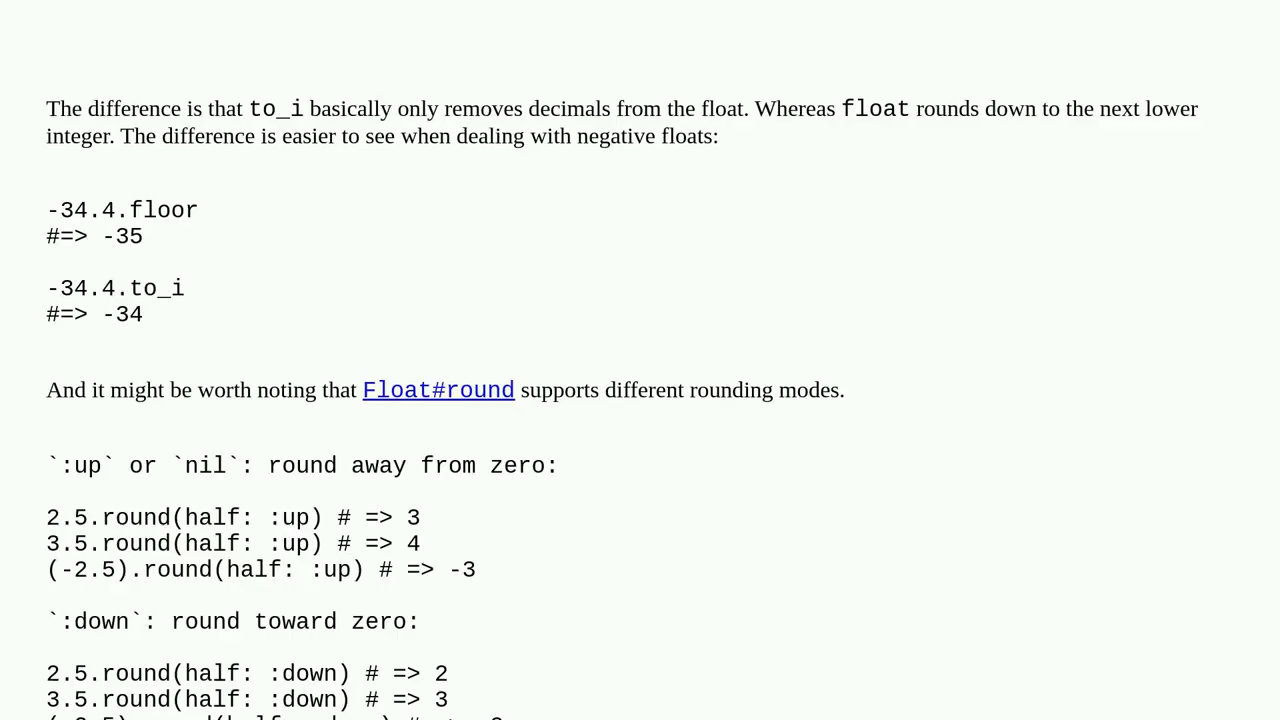 The difference is that to_i basically only removes decimals from the float. Whereas float rounds down to the next lower
integer. The difference is easier to see when dealing with negative floats:
-34.4.floor
#=> -35
-34.4.to_i
#=> -34
And it might be worth noting that Float#round supports different rounding modes.
`:up` or `nil`: round away from zero:
2.5.round(half: :up) # => 3
3.5.round(half: :up) # => 4
(-2.5).round(half: :up) # => -3
`:down`: round toward zero:
2.5.round(half: :down) # => 2
3.5.round(half: :down) # => 3